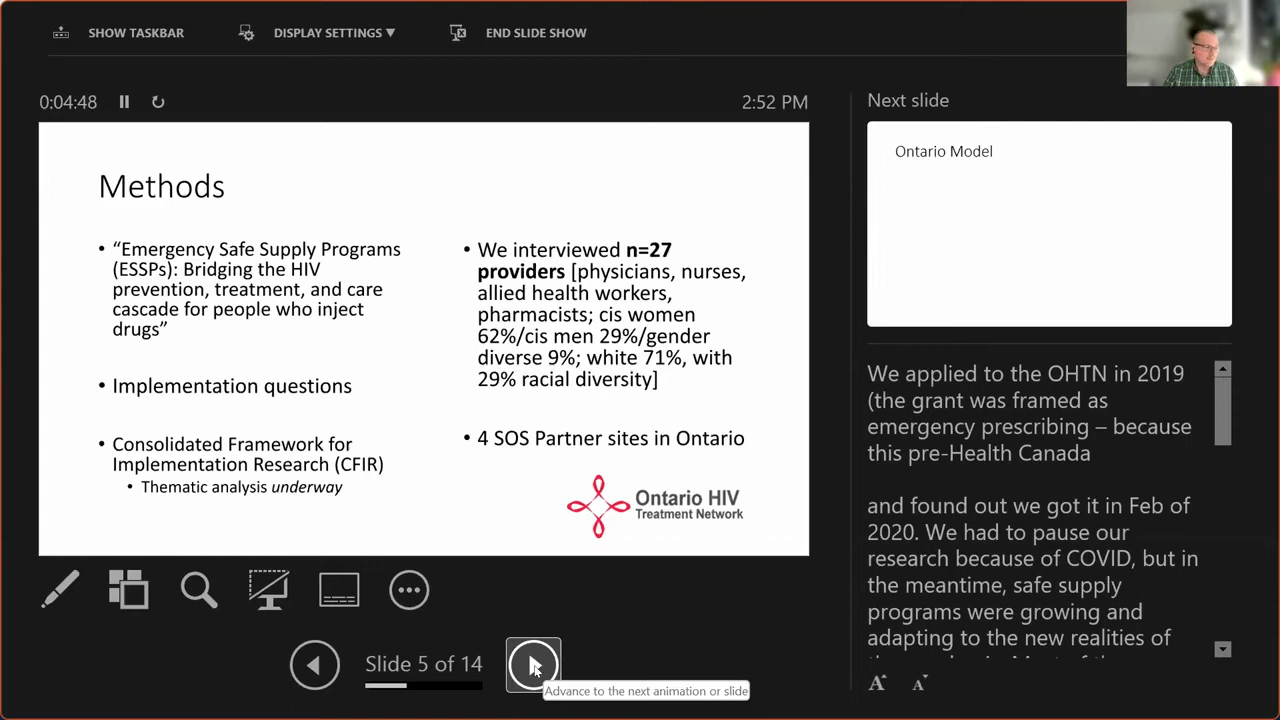 SHOW TASKBAR
DISPLAY SETTINGS ▼
END SLIDE SHOW
0:04:48
2:52 PM
Methods
• “Emergency Safe Supply Programs
(ESSPs): Bridging the HIV
prevention, treatment, and care
cascade for people who inject
drugs”
• Implementation questions
• Consolidated Framework for
Implementation Research (CFIR)
• Thematic analysis underway
• We interviewed n=27
providers [physicians, nurses,
allied health workers,
pharmacists; cis women
62%/cis men 29%/gender
diverse 9%; white 71%, with
29% racial diversity]
• 4 SOS Partner sites in Ontario
Ontario HIV
Treatment Network
Slide 5 of 14
Advance to the next animation or slide
Next slide
Ontario Model
We applied to the OHTN in 2019
(the grant was framed as
emergency prescribing – because
this pre-Health Canada
and found out we got it in Feb of
2020. We had to pause our
research because of COVID, but in
the meantime, safe supply
programs were growing and
adapting to the new realities of
A A